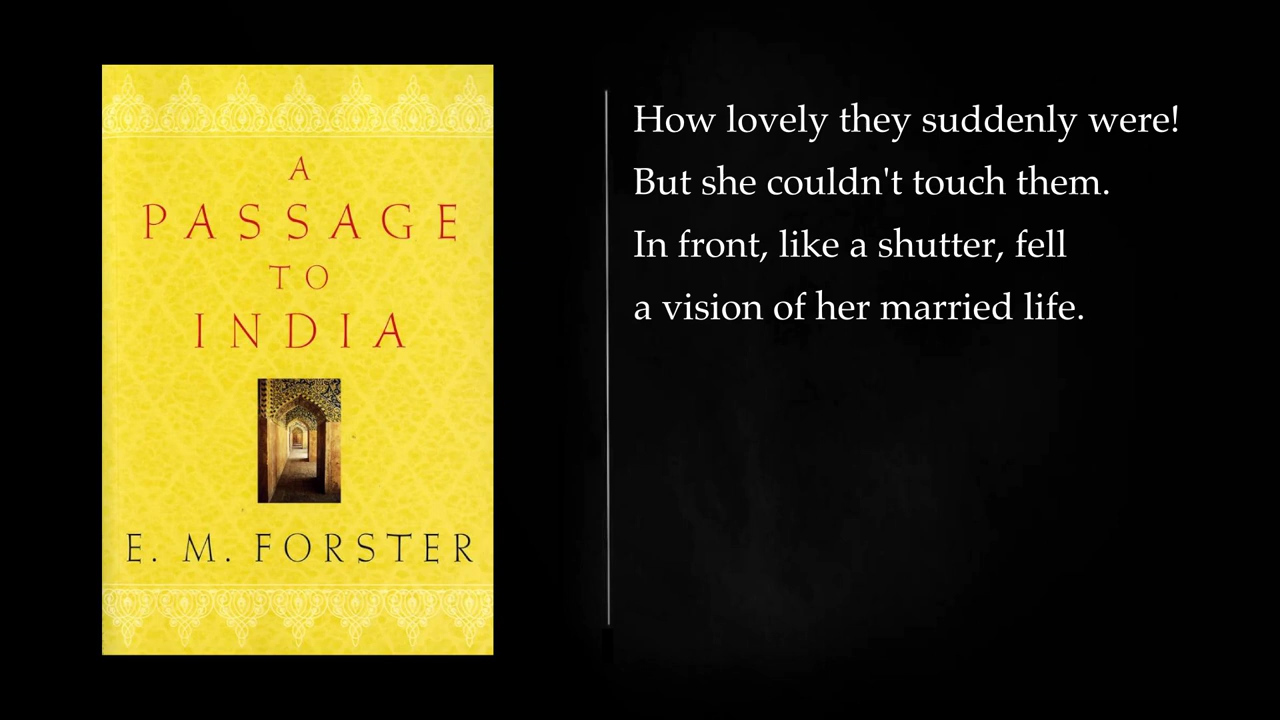 A
PASSAGE
TO
INDIA
E. M. FORSTER
How lovely they suddenly were!
But she couldn't touch them.
In front, like a shutter, fell
a vision of her married life.